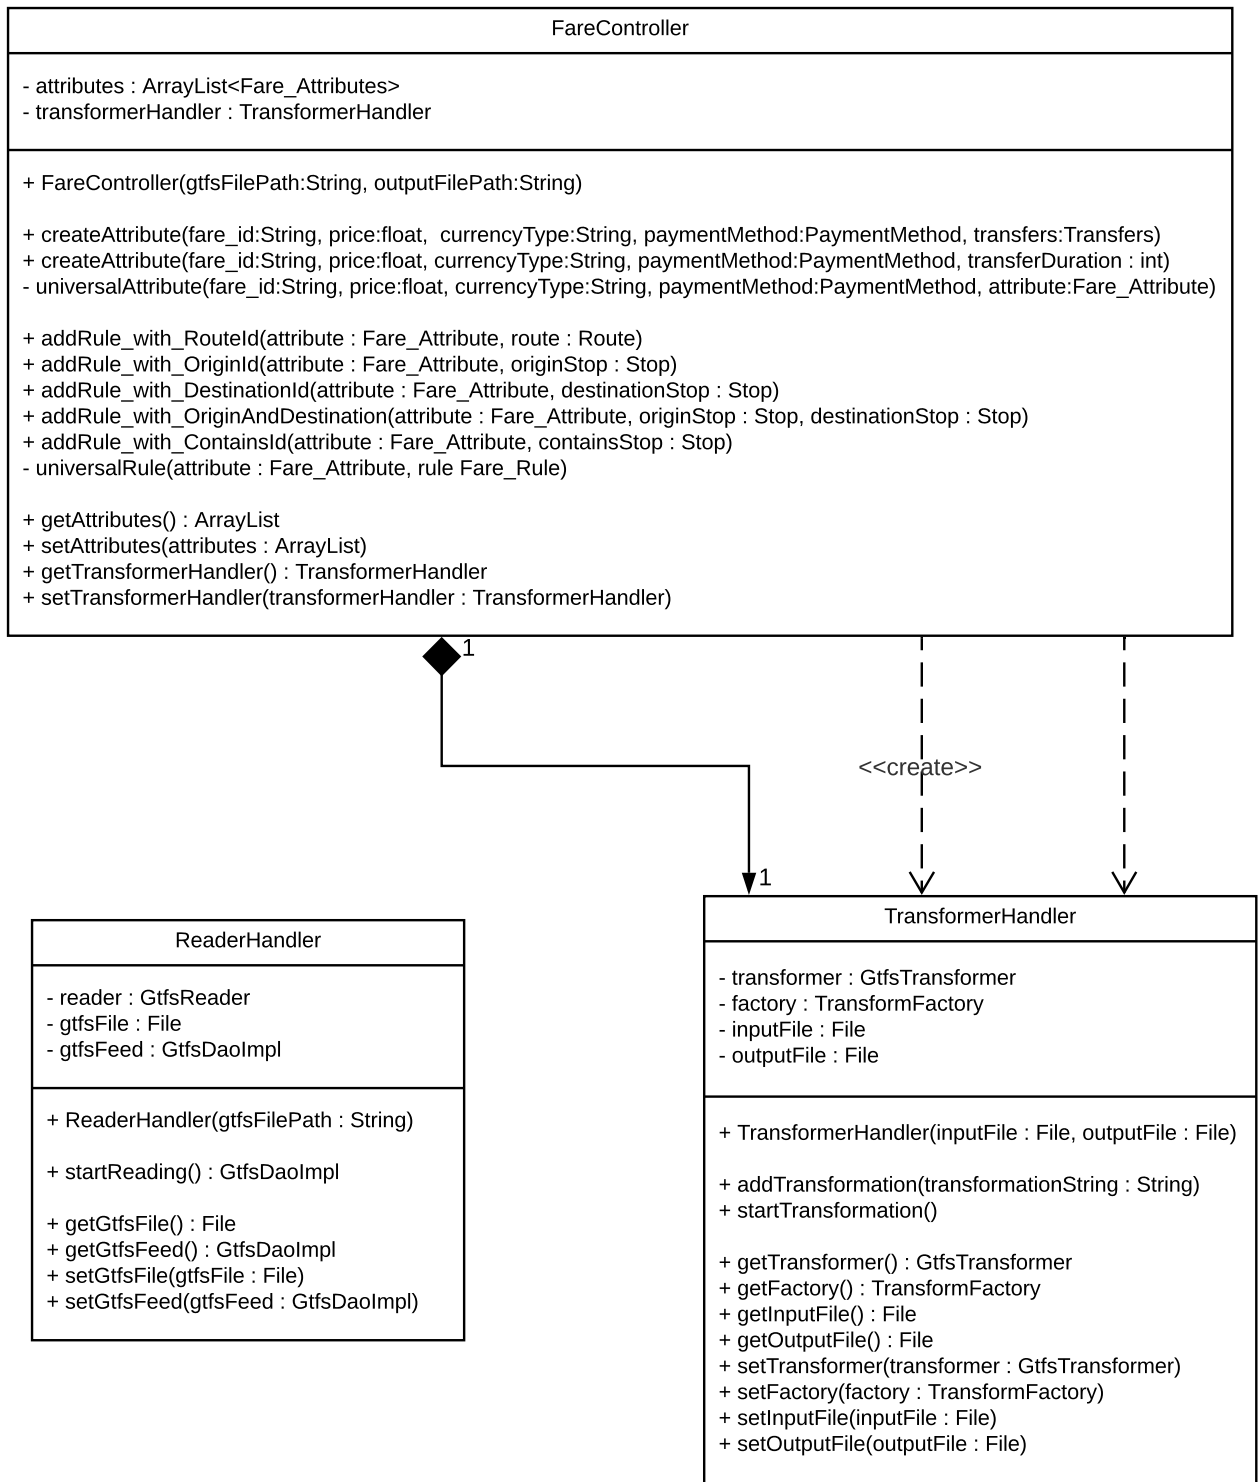 FareController
- attributes : ArrayList<Fare_Attributes>
- transformerHandler : TransformerHandler
+ FareController(gtfsFilePath:String, outputFilePath:String)
+ createAttribute(fare_id:String, price:float,  currencyType:String, paymentMethod:PaymentMethod, transfers:Transfers)
+ createAttribute(fare_id:String, price:float, currencyType:String, paymentMethod:PaymentMethod, transferDuration : int)
- universalAttribute(fare_id:String, price:float, currencyType:String, paymentMethod:PaymentMethod, attribute:Fare_Attribute)
+ addRule_with_RouteId(attribute : Fare_Attribute, route : Route)
+ addRule_with_OriginId(attribute : Fare_Attribute, originStop : Stop)
+ addRule_with_DestinationId(attribute : Fare_Attribute, destinationStop : Stop)
+ addRule_with_OriginAndDestination(attribute : Fare_Attribute, originStop : Stop, destinationStop : Stop)
+ addRule_with_ContainsId(attribute : Fare_Attribute, containsStop : Stop)
- universalRule(attribute : Fare_Attribute, rule Fare_Rule)
+ getAttributes() : ArrayList
+ setAttributes(attributes : ArrayList)
+ getTransformerHandler() : TransformerHandler
+ setTransformerHandler(transformerHandler : TransformerHandler)
1
<<create>>
1
ReaderHandler
- reader : GtfsReader
- gtfsFile : File
- gtfsFeed : GtfsDaoImpl
+ ReaderHandler(gtfsFilePath : String)
+ startReading() : GtfsDaoImpl
+ getGtfsFile() : File
+ getGtfsFeed() : GtfsDaoImpl
+ setGtfsFile(gtfsFile : File)
+ setGtfsFeed(gtfsFeed : GtfsDaoImpl)
TransformerHandler
- transformer : GtfsTransformer
- factory : TransformFactory
- inputFile : File
- outputFile : File
+ TransformerHandler(inputFile : File, outputFile : File)
+ addTransformation(transformationString : String)
+ startTransformation()
+ getTransformer() : GtfsTransformer
+ getFactory() : TransformFactory
+ getInputFile() : File
+ getOutputFile() : File
+ setTransformer(transformer : GtfsTransformer)
+ setFactory(factory : TransformFactory)
+ setInputFile(inputFile : File)
+ setOutputFile(outputFile : File)